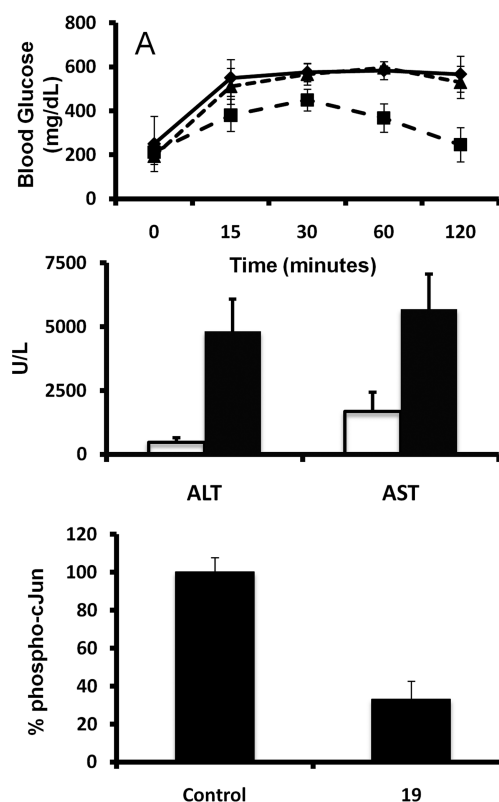 A
Blood Glucose
(mg/dL)
800
600
400
200
0
0 15 30 60 120
Time (minutes)
U/L
7500
5000
2500
0
ALT AST
% phospho-cJun
120
100
80
60
40
20
0
Control 19